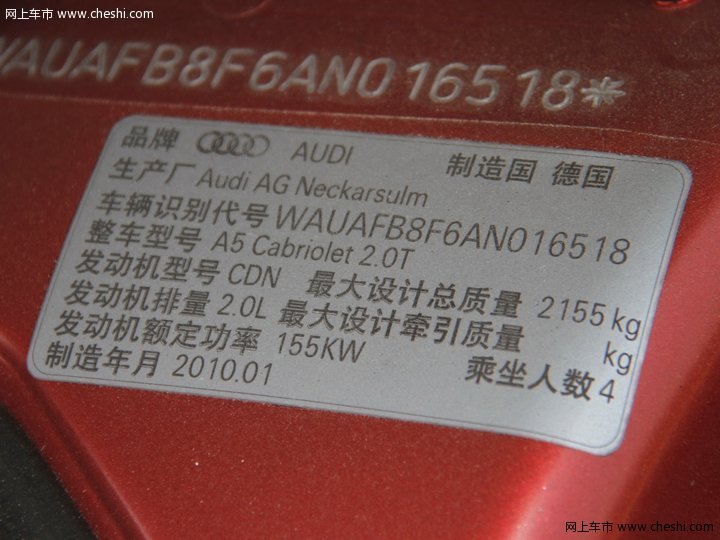 网上车市 www.cheshi.com
WAUAFB8F6AN016518*
品牌 AUDI 制造国 德国
生产厂 Audi AG Neckarsulm
车辆识别代号 WAUAFB8F6AN016518
整车型号 A5 Cabriolet 2.0T
发动机型号 CDN 最大设计总质量 2155 kg
发动机排量 2.0L 最大设计牵引质量 kg
发动机额定功率 155KW 乘坐人数 4
制造年月 2010.01
网上车市 www.cheshi.com